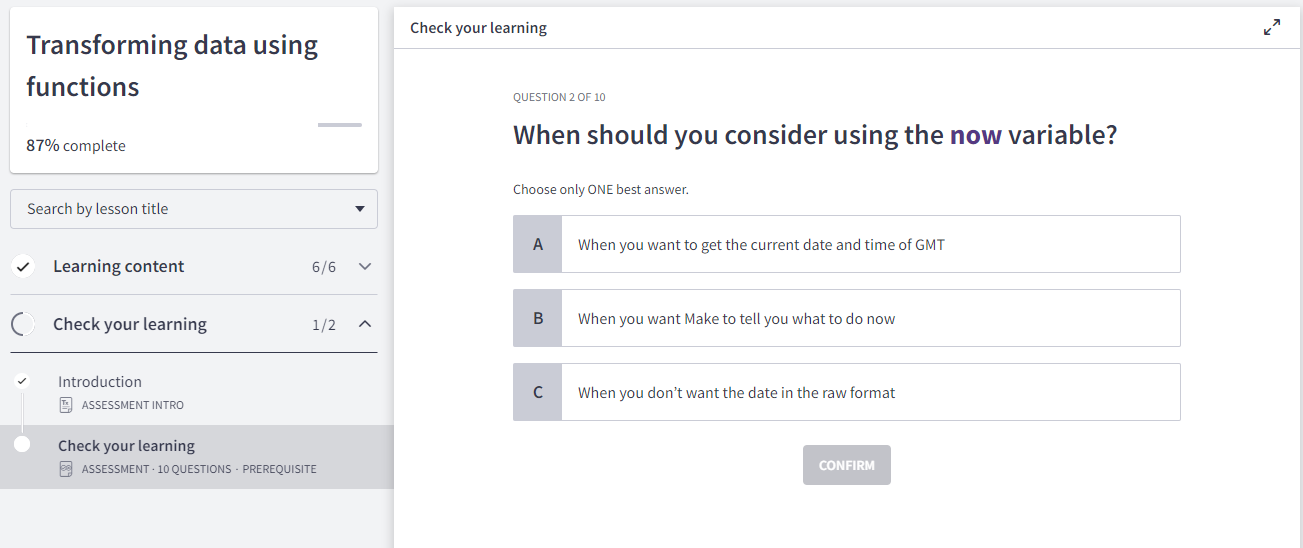 Transforming data using
functions
87% complete
Search by lesson title
Learning content 6/6
Check your learning 1/2
Introduction
ASSESSMENT INTRO
Check your learning
ASSESSMENT · 10 QUESTIONS · PREREQUISITE
Check your learning
QUESTION 2 OF 10
When should you consider using the now variable?
Choose only ONE best answer.
A When you want to get the current date and time of GMT
B When you want Make to tell you what to do now
C When you don’t want the date in the raw format
CONFIRM